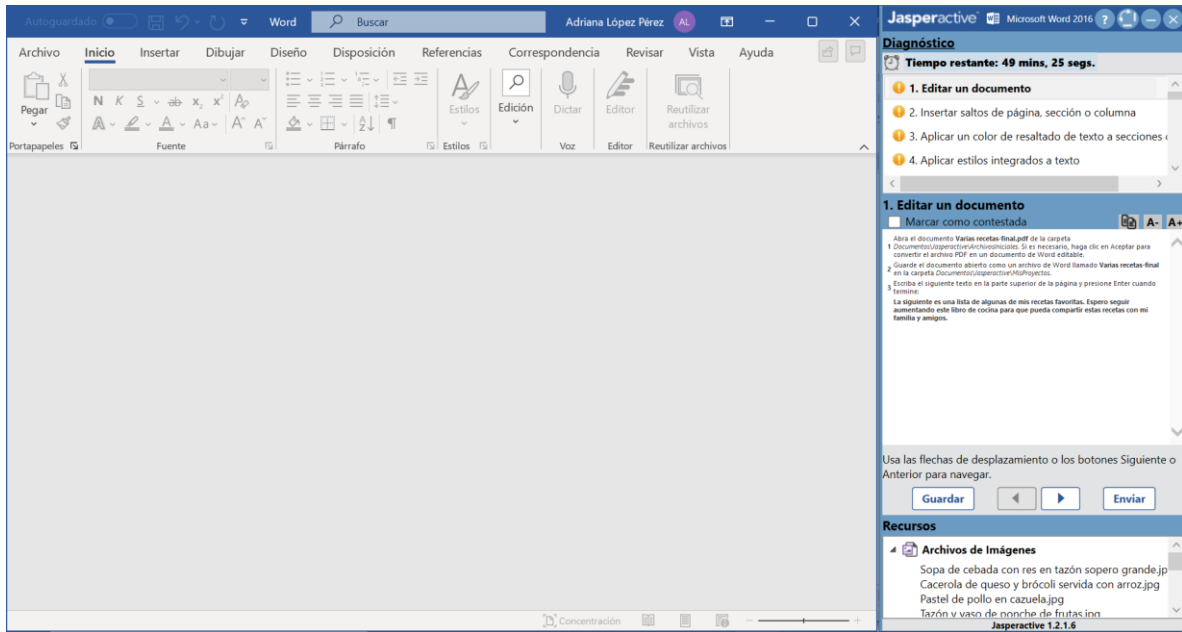 Autoguardado
Word
Buscar
Adriana López Pérez
AL
Archivo Inicio Insertar Dibujar Diseño Disposición Referencias Correspondencia Revisar Vista Ayuda
Pegar
N K S ab x₂ x² A
A A Aa A A
Estilos
Edición
Dictar
Editor
Reutilizar archivos
Portapapeles Fuente Párrafo Estilos Voz Editor Reutilizar archivos
Concentración
Jasperactive Microsoft Word 2016 ?
Diagnóstico
Tiempo restante: 49 mins, 25 segs.
1. Editar un documento
2. Insertar saltos de página, sección o columna
3. Aplicar un color de resaltado de texto a secciones
4. Aplicar estilos integrados a texto
1. Editar un documento
Marcar como contestada A- A+
Abra el documento Varias recetas-final.pdf de la carpeta
1 Documentos\Jasperactive\ArchivosIniciales. Si es necesario, haga clic en Aceptar para
convertir el archivo PDF en un documento de Word editable.
2 Guarde el documento abierto como un archivo de Word llamado Varias recetas-final
en la carpeta Documentos\Jasperactive\MisProyectos.
3 Escriba el siguiente texto en la parte superior de la página y presione Enter cuando
termine:
La siguiente es una lista de algunas de mis recetas favoritas. Espero seguir
aumentando este libro de cocina para que pueda compartir estas recetas con mi
familia y amigos.
Usa las flechas de desplazamiento o los botones Siguiente o
Anterior para navegar.
Guardar Enviar
Recursos
Archivos de Imágenes
Sopa de cebada con res en tazón sopero grande.jp
Cacerola de queso y brócoli servida con arroz.jpg
Pastel de pollo en cazuela.jpg
Tazón y vaso de ponche de frutas.jpg
Jasperactive 1.2.1.6